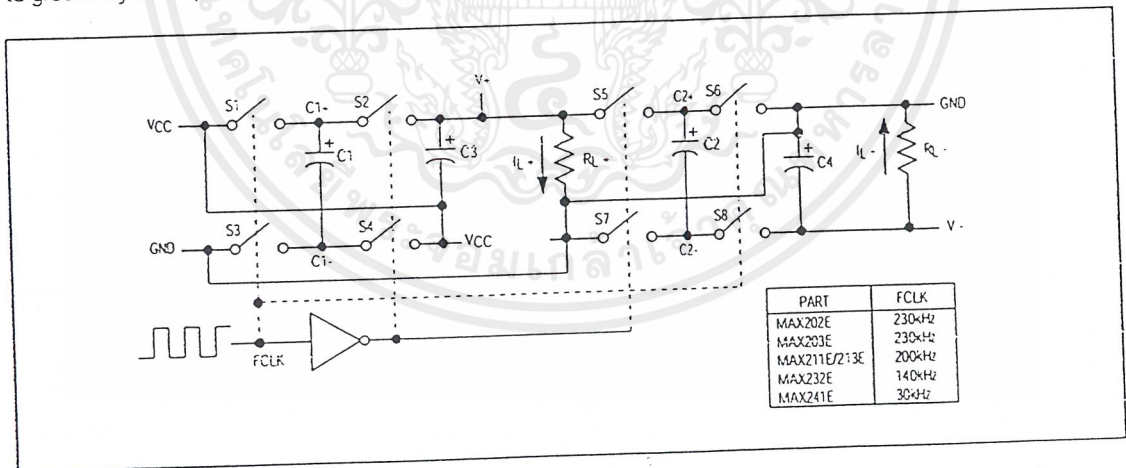 S1 C1+ S2 V+ S5 C2+ S6
VCC GND
C1 C3 IL+ RL+ C2 C4 IL- RL-
S3 S4 S7 S8
GND VCC V-
C1- C2-
FCLK
PART FCLK
MAX202E 230kHz
MAX203E 230kHz
MAX211E/213E 200kHz
MAX232E 140kHz
MAX241E 30kHz